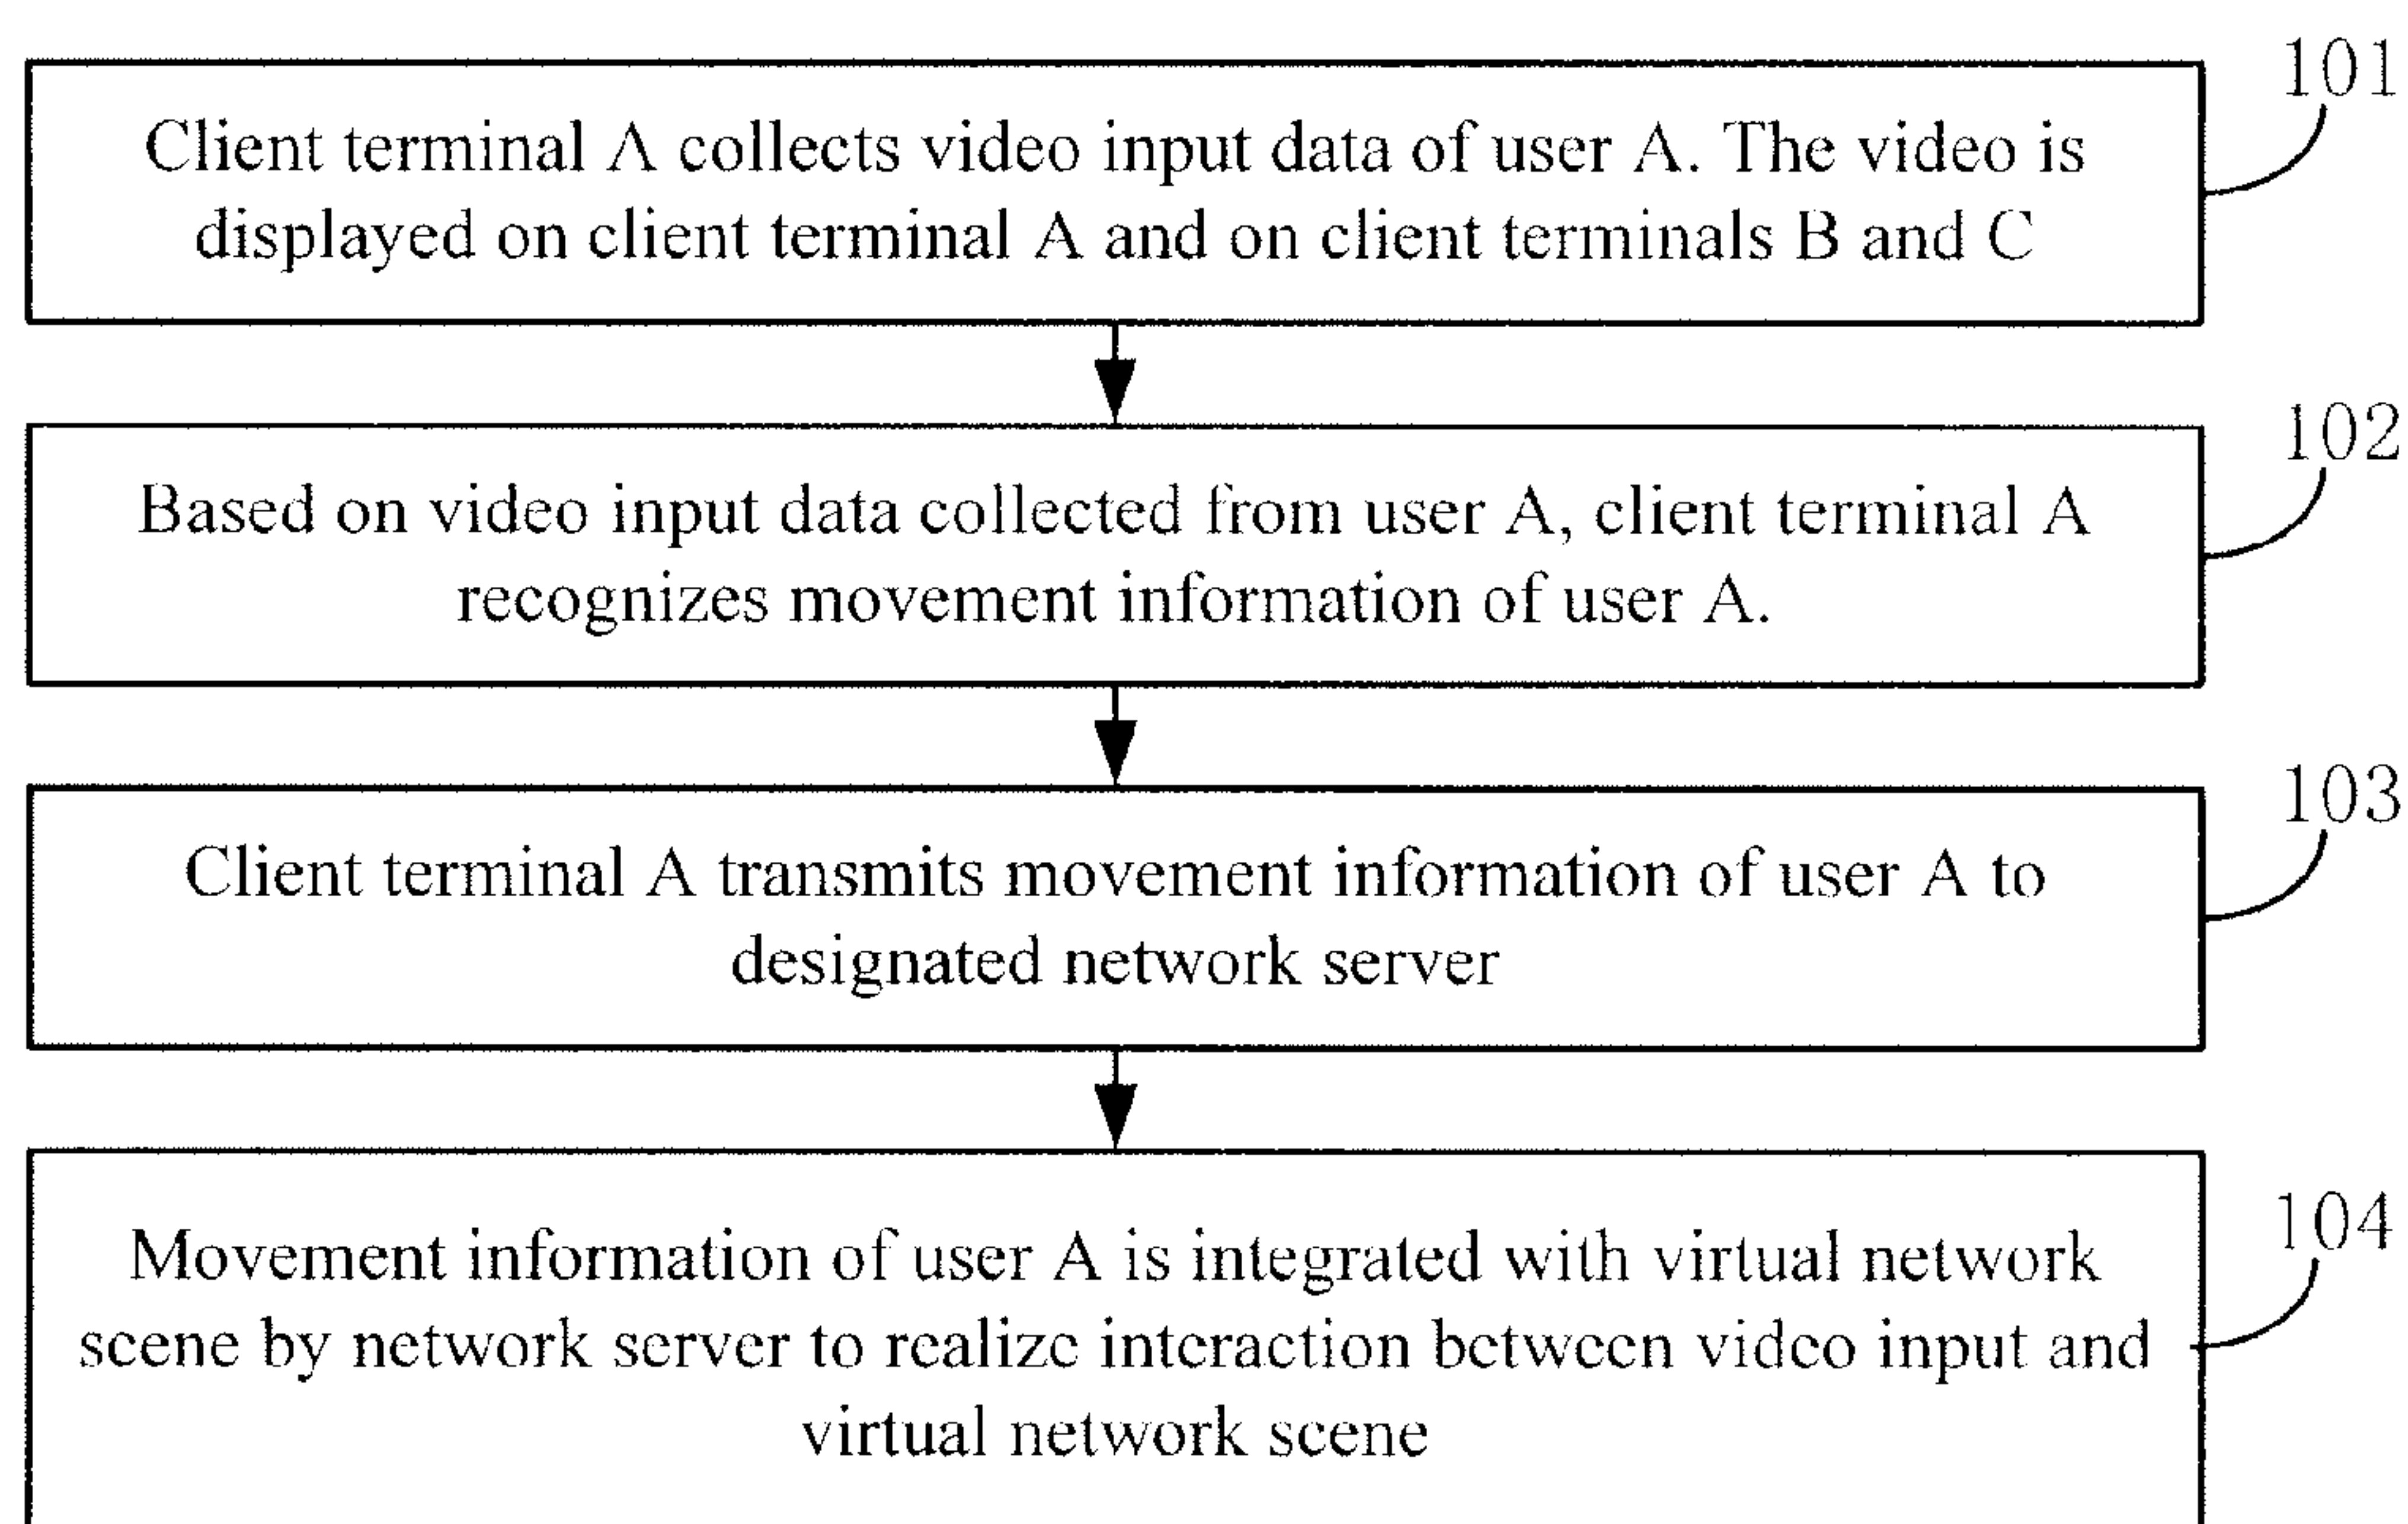 101
Client terminal A collects video input data of user A. The video is
displayed on client terminal A and on client terminals B and C
102
Based on video input data collected from user A, client terminal A
recognizes movement information of user A.
103
Client terminal A transmits movement information of user A to
designated network server
104
Movement information of user A is integrated with virtual network
scene by network server to realize interaction between video input and
virtual network scene